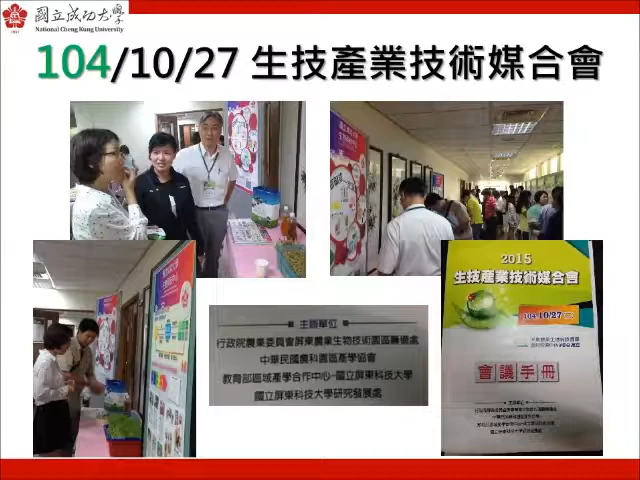 國立成功大學
National Cheng Kung University
104/10/27 生技產業技術媒合會
主辦單位
行政院農業委員會屏東農業生物技術園區籌備處
中華民國農科園區產學協會
教育部區域產學合作中心-國立屏東科技大學
國立屏東科技大學研究發展處
2015
生技產業技術媒合會
104.10/27
會議手冊